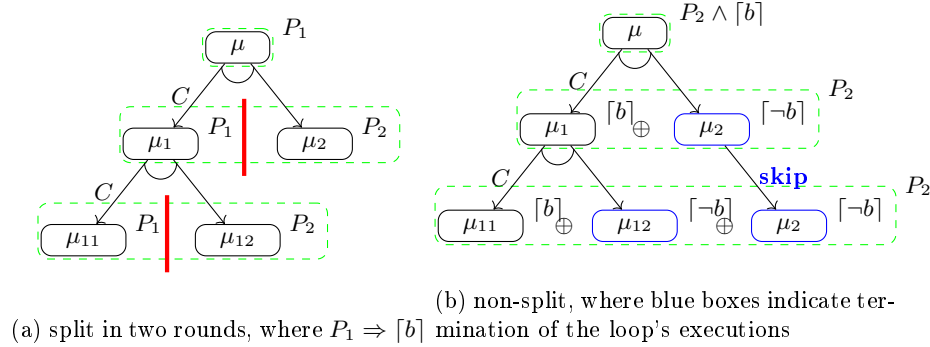 P₁
μ
C
P₁
P₂
μ₁
μ₂
C
P₁
P₂
μ₁₁
μ₁₂
(a) split in two rounds, where P₁ ⇒ ⌈b⌉
P₂ ∧ ⌈b⌉
μ
C
P₂
μ₁
⌈b⌉
⊕
μ₂
⌈¬b⌉
C
skip
P₂
μ₁₁
⌈b⌉
⊕
μ₁₂
⌈¬b⌉
⊕
μ₂
⌈¬b⌉
(b) non-split, where blue boxes indicate ter-
mination of the loop's executions